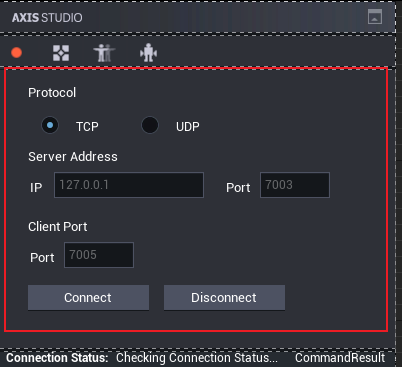 AXIS STUDIO
Protocol
TCP UDP
Server Address
IP 127.0.0.1 Port 7003
Client Port
Port 7005
Connect Disconnect
Connection Status: Checking Connection Status... CommandResult